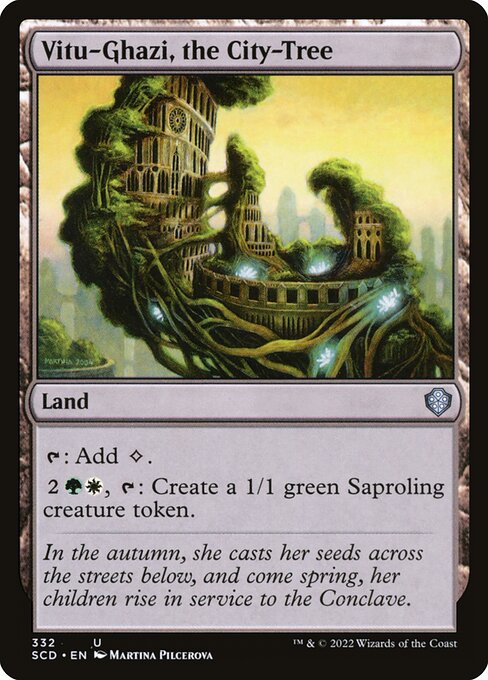 Vitu-Ghazi, the City-Tree
MARTINA 2004
Land
: Add .
2, : Create a 1/1 green Saproling
creature token.
In the autumn, she casts her seeds across
the streets below, and come spring, her
children rise in service to the Conclave.
332 U ™ & © 2022 Wizards of the Coast
SCD • EN MARTINA PILCEROVA